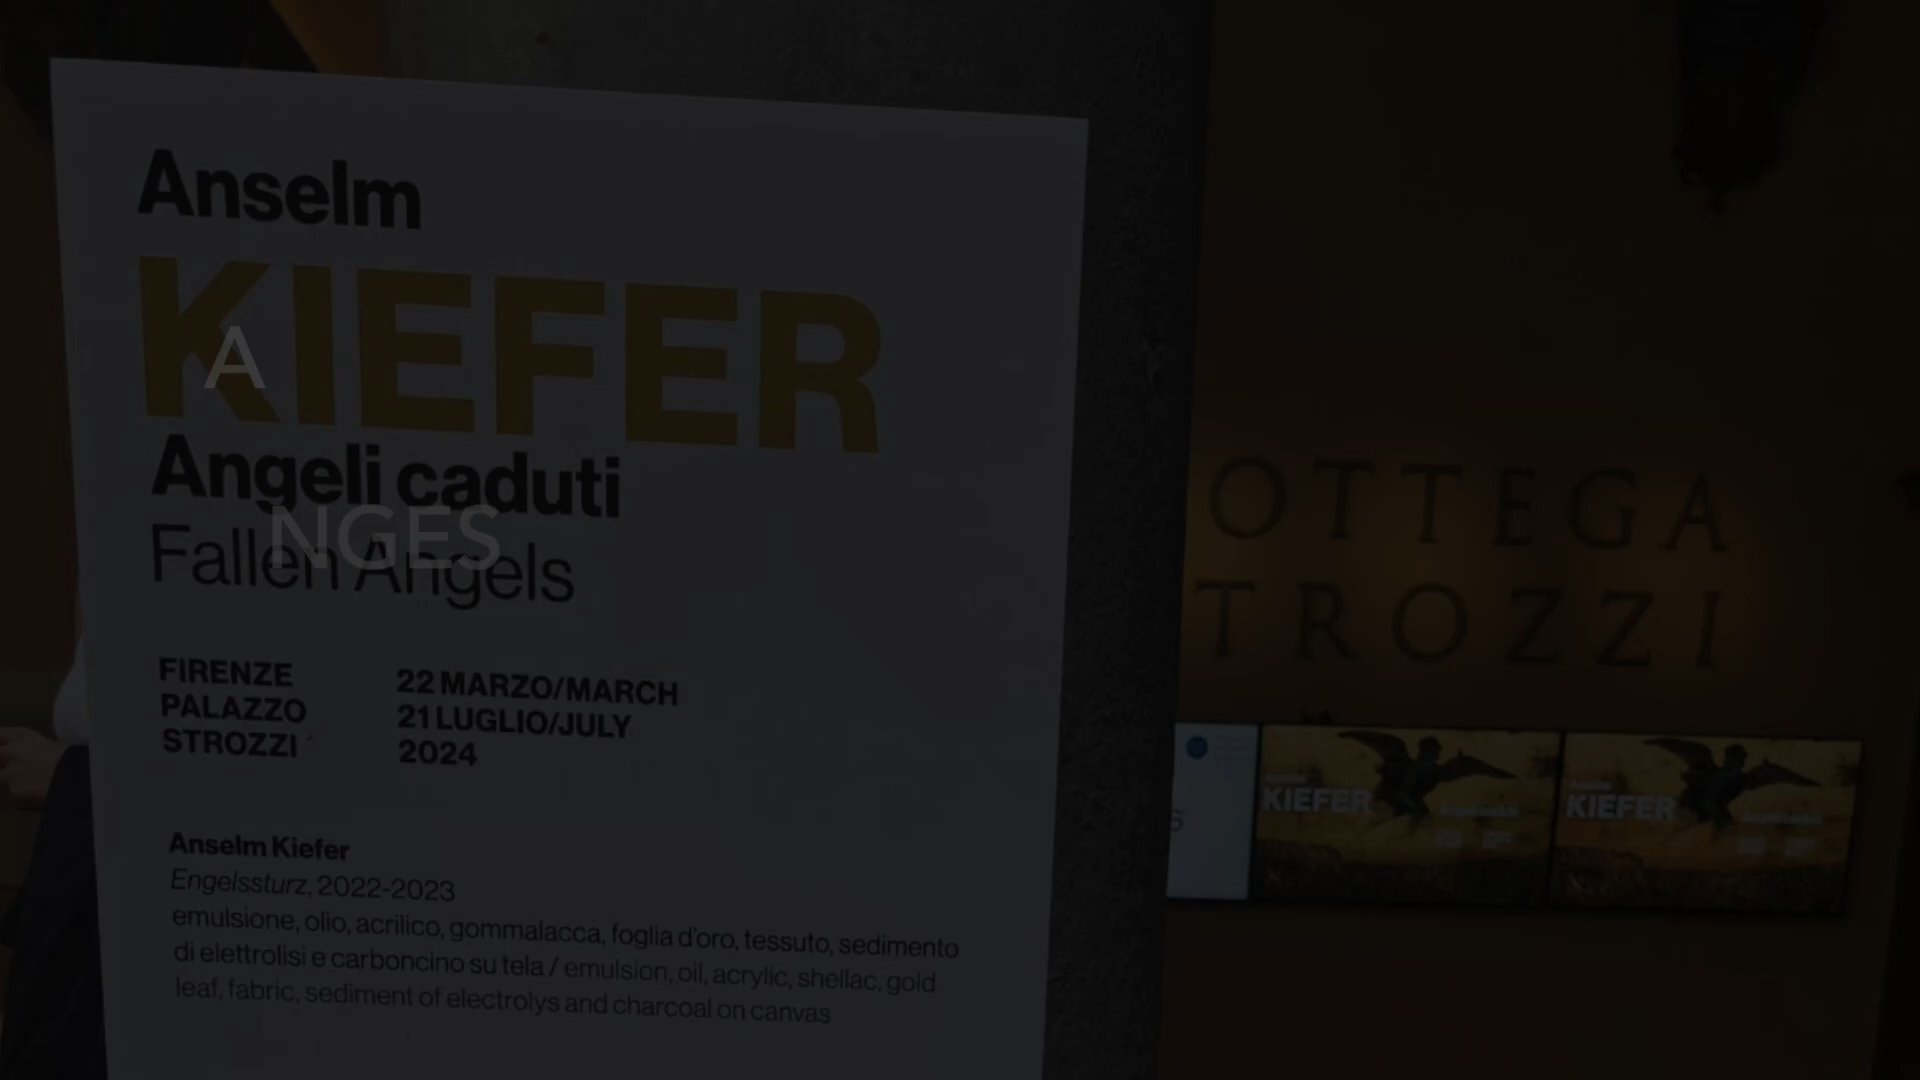 Anselm
KIEFER
A
Angeli caduti
NGES
Fallen Angels
FIRENZE
PALAZZO
STROZZI
22 MARZO/MARCH
21 LUGLIO/JULY
2024
Anselm Kiefer
Engelssturz, 2022-2023
emulsione, olio, acrilico, gommalacca, foglia d'oro, tessuto, sedimento
di elettrolisi e carboncino su tela / emulsion, oil, acrylic, shellac, gold
leaf, fabric, sediment of electrolys and charcoal on canvas
OTTEGA
TROZZI
KIEFER
KIEFER